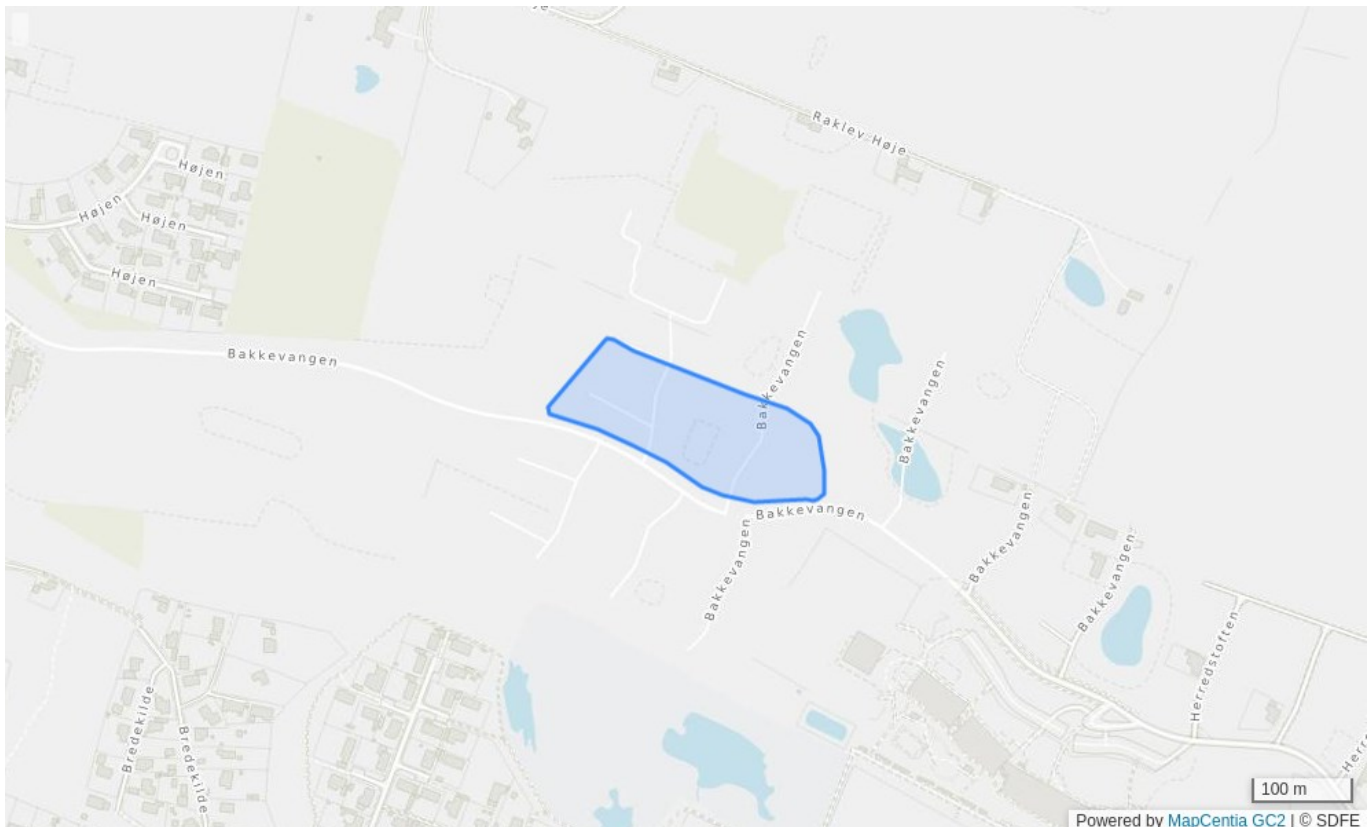 Raklev Høje
Højen
Højen
Højen
Højen
Bakkevangen
Bakkevangen
Bakkevangen
Bakkevangen
Bakkevangen
Bakkevangen
Bakkevangen
Herredstoften
Bredekilde
Bredekilde
100 m
Powered by MapCentia GC2 | © SDFE